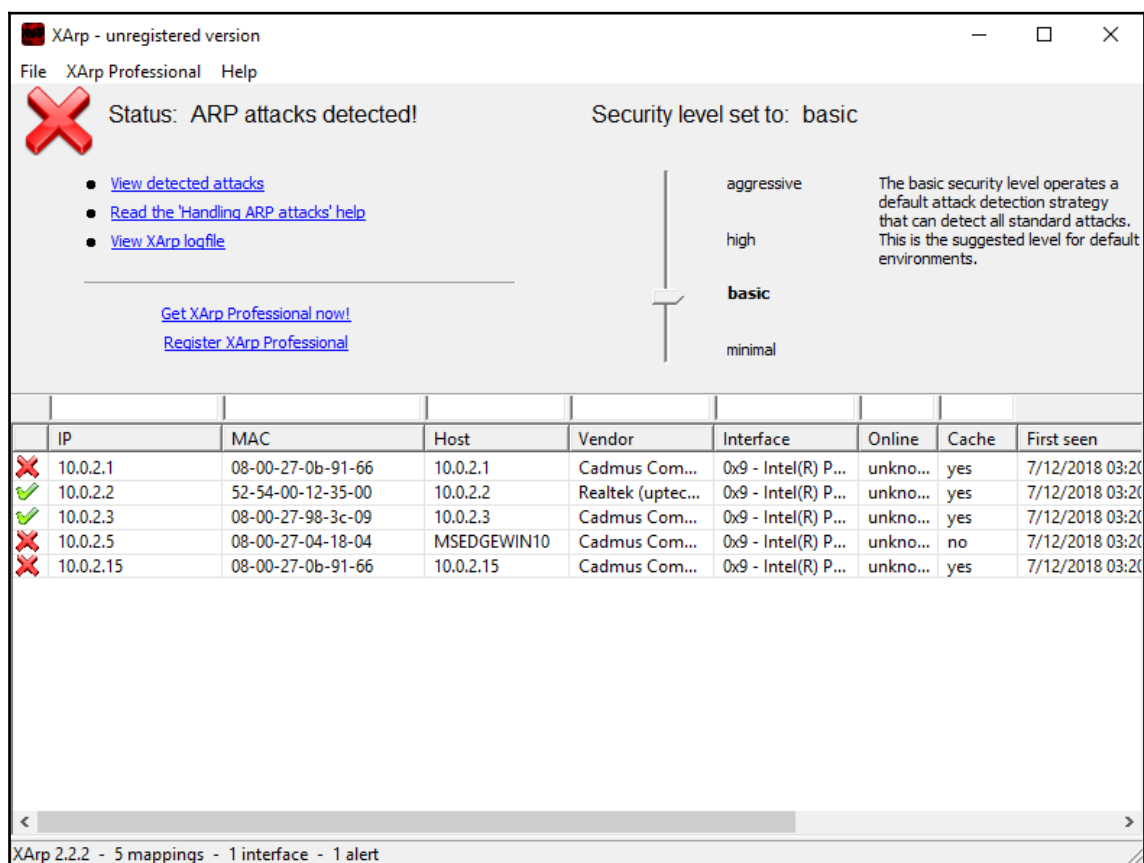 XArp - unregistered version
File XArp Professional Help
Status: ARP attacks detected!
Security level set to: basic
View detected attacks
Read the 'Handling ARP attacks' help
View XArp logfile
Get XArp Professional now!
Register XArp Professional
aggressive
high
basic
minimal
The basic security level operates a
default attack detection strategy
that can detect all standard attacks.
This is the suggested level for default
environments.
IP MAC Host Vendor Interface Online Cache First seen
10.0.2.1 08-00-27-0b-91-66 10.0.2.1 Cadmus Com... 0x9 - Intel(R) P... unkno... yes 7/12/2018 03:20
10.0.2.2 52-54-00-12-35-00 10.0.2.2 Realtek (uptec... 0x9 - Intel(R) P... unkno... yes 7/12/2018 03:20
10.0.2.3 08-00-27-98-3c-09 10.0.2.3 Cadmus Com... 0x9 - Intel(R) P... unkno... yes 7/12/2018 03:20
10.0.2.5 08-00-27-04-18-04 MSEDGEWIN10 Cadmus Com... 0x9 - Intel(R) P... unkno... no 7/12/2018 03:20
10.0.2.15 08-00-27-0b-91-66 10.0.2.15 Cadmus Com... 0x9 - Intel(R) P... unkno... yes 7/12/2018 03:20
XArp 2.2.2 - 5 mappings - 1 interface - 1 alert